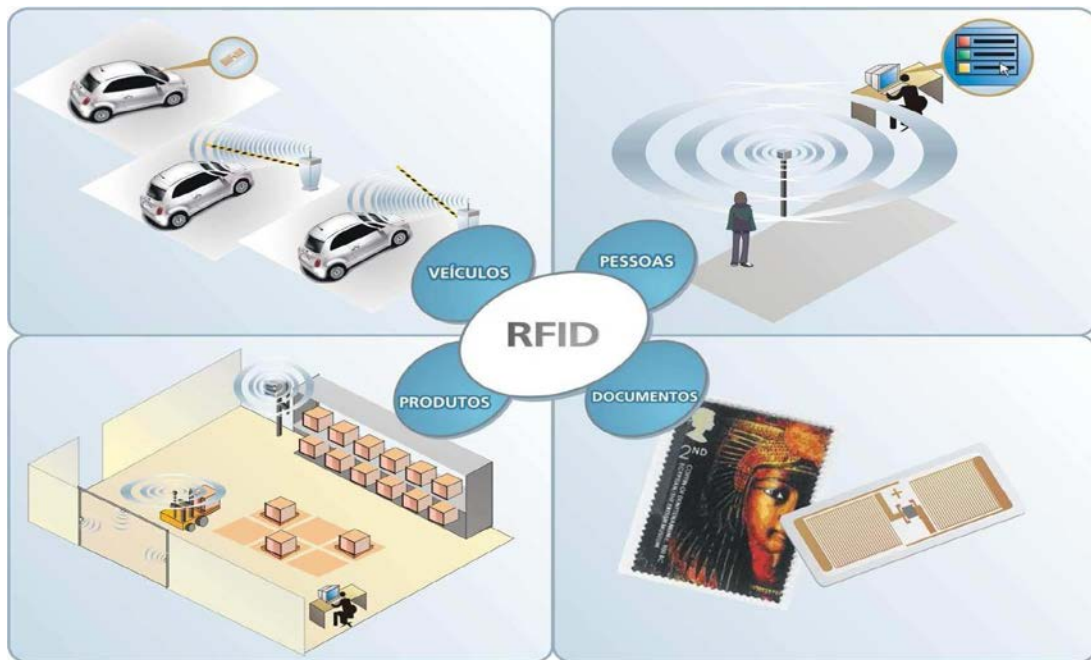 VEÍCULOS
PESSOAS
RFID
PRODUTOS
DOCUMENTOS
2ND